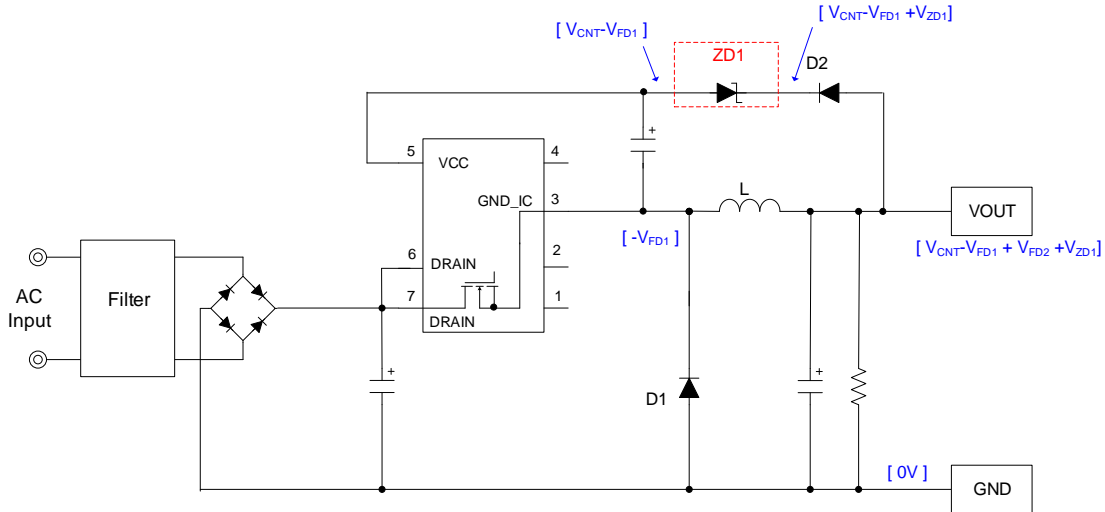 [ VCNT-VFD1 +VZD1]
[ VCNT-VFD1 ]
ZD1
D2
5
VCC
4
+
GND_IC
3
L
VOUT
[ -VFD1 ]
[ VCNT-VFD1 + VFD2 +VZD1]
6
DRAIN
2
AC
Input
Filter
7
DRAIN
1
+
D1
+
[ 0V ]
GND